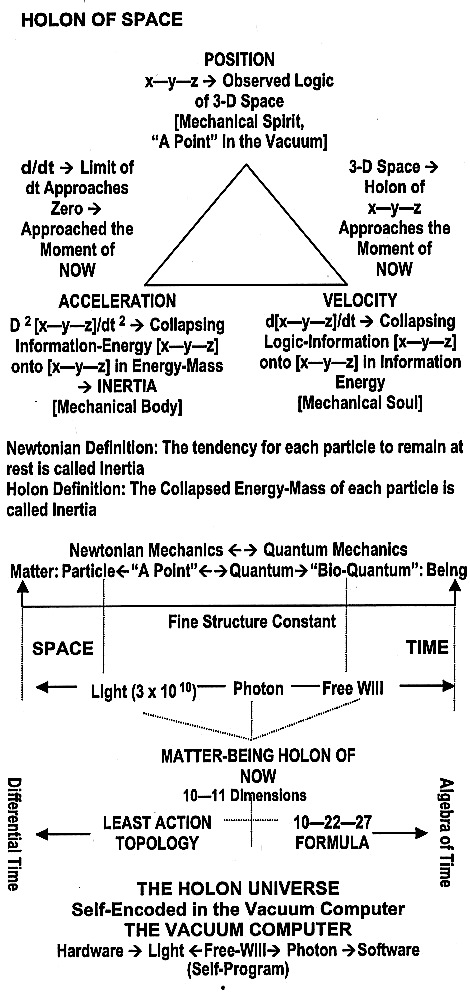 HOLON OF SPACE
POSITION
x—y—z → Observed Logic
of 3-D Space
[Mechanical Spirit,
“A Point” In the Vacuum]
d/dt → Limit of
dt Approaches
Zero →
Approached the
Moment of
NOW
3-D Space →
Holon of
x—y—z
Approaches the
Moment of
NOW
ACCELERATION
D ² [x—y—z]/dt ² → Collapsing
Information-Energy [x—y—z]
onto [x—y—z] in Energy-Mass
→ INERTIA
[Mechanical Body]
VELOCITY
d[x—y—z]/dt → Collapsing
Logic-Information [x—y—z]
onto [x—y—z] in Information
Energy
[Mechanical Soul]
Newtonian Definition: The tendency for each particle to remain at
rest is called Inertia
Holon Definition: The Collapsed Energy-Mass of each particle is
called Inertia
Newtonian Mechanics ←→ Quantum Mechanics
Matter: Particle←“A Point”←→Quantum→“Bio-Quantum”: Being
Fine Structure Constant
SPACE TIME
Light (3 x 10 ¹⁰) Photon Free Will
MATTER-BEING HOLON OF
NOW
10—11 Dimensions
Differential Time
LEAST ACTION
TOPOLOGY
10—22—27
FORMULA
Algebra of Time
THE HOLON UNIVERSE
Self-Encoded in the Vacuum Computer
THE VACUUM COMPUTER
Hardware → Light ←Free-Will→ Photon →Software
(Self-Program)